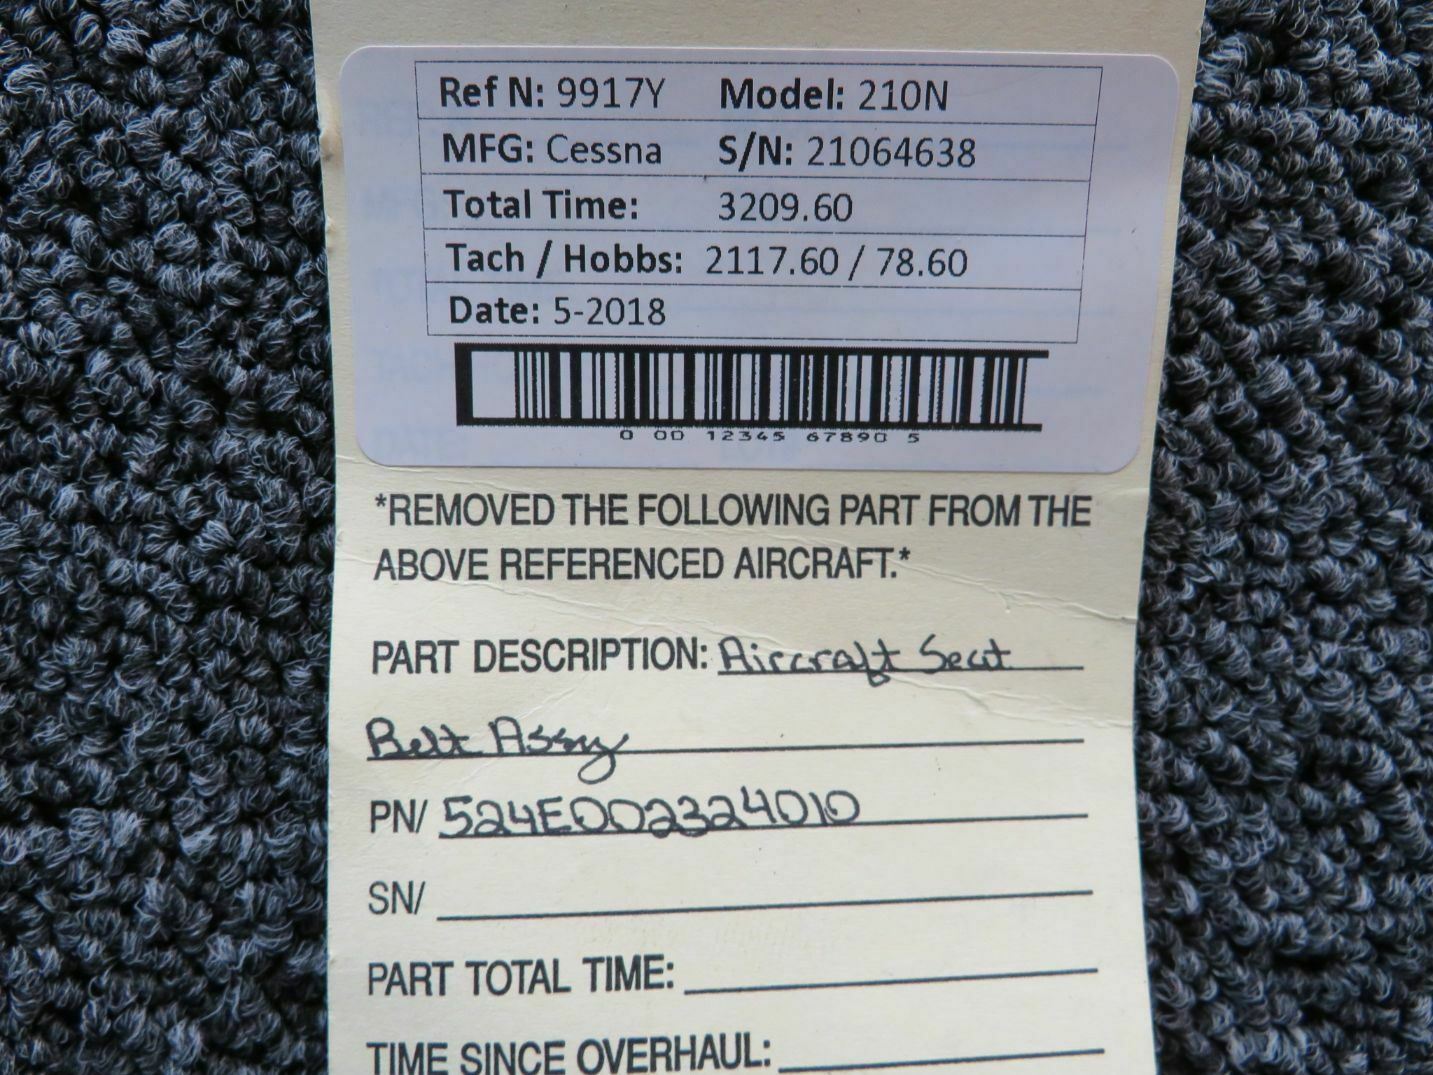 Ref N: 9917Y Model: 210N
MFG: Cessna S/N: 21064638
Total Time: 3209.60
Tach / Hobbs: 2117.60 / 78.60
Date: 5-2018
0 00 12345 67890 5
*REMOVED THE FOLLOWING PART FROM THE
ABOVE REFERENCED AIRCRAFT.*
PART DESCRIPTION: Aircraft Seat
Belt Assy
PN/ 524E002324010
SN/
PART TOTAL TIME:
TIME SINCE OVERHAUL: